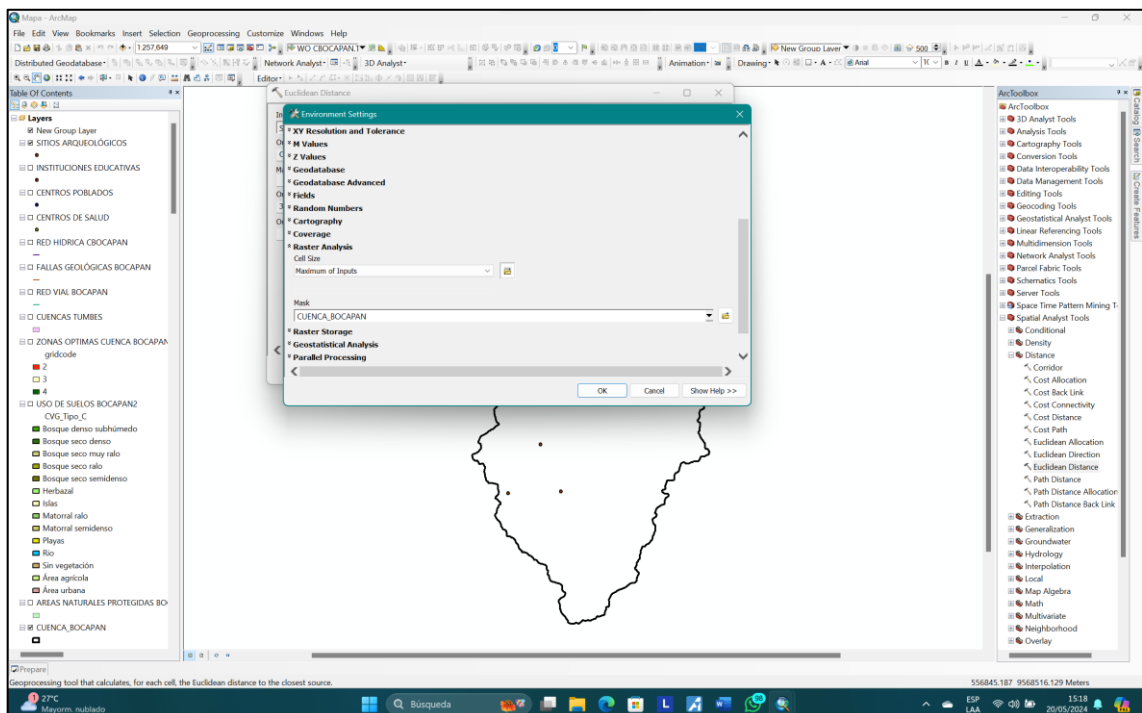 Mapa - ArcMap
File Edit View Bookmarks Insert Selection Geoprocessing Customize Windows Help
1:257,649
WO CBOCAPAN.T
New Group Layer
500
Distributed Geodatabase
Network Analyst
3D Analyst
Animation
Drawing
Arial
Editor
Table Of Contents
Layers
New Group Layer
SITIOS ARQUEOLÓGICOS
INSTITUCIONES EDUCATIVAS
CENTROS POBLADOS
CENTROS DE SALUD
RED HIDRICA CBOCAPAN
FALLAS GEOLÓGICAS BOCAPAN
RED VIAL BOCAPAN
CUENCAS TUMBES
ZONAS OPTIMAS CUENCA BOCAPAN
gridcode
2
3
4
USO DE SUELOS BOCAPAN2
CVG_Tipo_C
Bosque denso subhúmedo
Bosque seco denso
Bosque seco muy ralo
Bosque seco ralo
Bosque seco semidenso
Herbazal
Islas
Matorral ralo
Matorral semidenso
Playas
Rio
Sin vegetación
Área agrícola
Área urbana
AREAS NATURALES PROTEGIDAS BO
CUENCA_BOCAPAN
Euclidean Distance
Environment Settings
XY Resolution and Tolerance
M Values
Z Values
Geodatabase
Geodatabase Advanced
Fields
Random Numbers
Cartography
Coverage
Raster Analysis
Cell Size
Maximum of Inputs
Mask
CUENCA_BOCAPAN
Raster Storage
Geostatistical Analysis
Parallel Processing
OK Cancel Show Help >>
ArcToolbox
ArcToolbox
3D Analyst Tools
Analysis Tools
Cartography Tools
Conversion Tools
Data Interoperability Tools
Data Management Tools
Editing Tools
Geocoding Tools
Geostatistical Analyst Tools
Linear Referencing Tools
Multidimension Tools
Network Analyst Tools
Parcel Fabric Tools
Schematics Tools
Server Tools
Space Time Pattern Mining T
Spatial Analyst Tools
Conditional
Density
Distance
Corridor
Cost Allocation
Cost Back Link
Cost Connectivity
Cost Distance
Cost Path
Euclidean Allocation
Euclidean Direction
Euclidean Distance
Path Distance
Path Distance Allocation
Path Distance Back Link
Extraction
Generalization
Groundwater
Hydrology
Interpolation
Local
Map Algebra
Math
Multivariate
Neighborhood
Overlay
Catalog
Search
Create Features
Prepare
Geoprocessing tool that calculates, for each cell, the Euclidean distance to the closest source.
556845.187 9568516.129 Meters
27°C
Mayorm. nublado
Búsqueda
ESP
LAA
15:18
20/05/2024